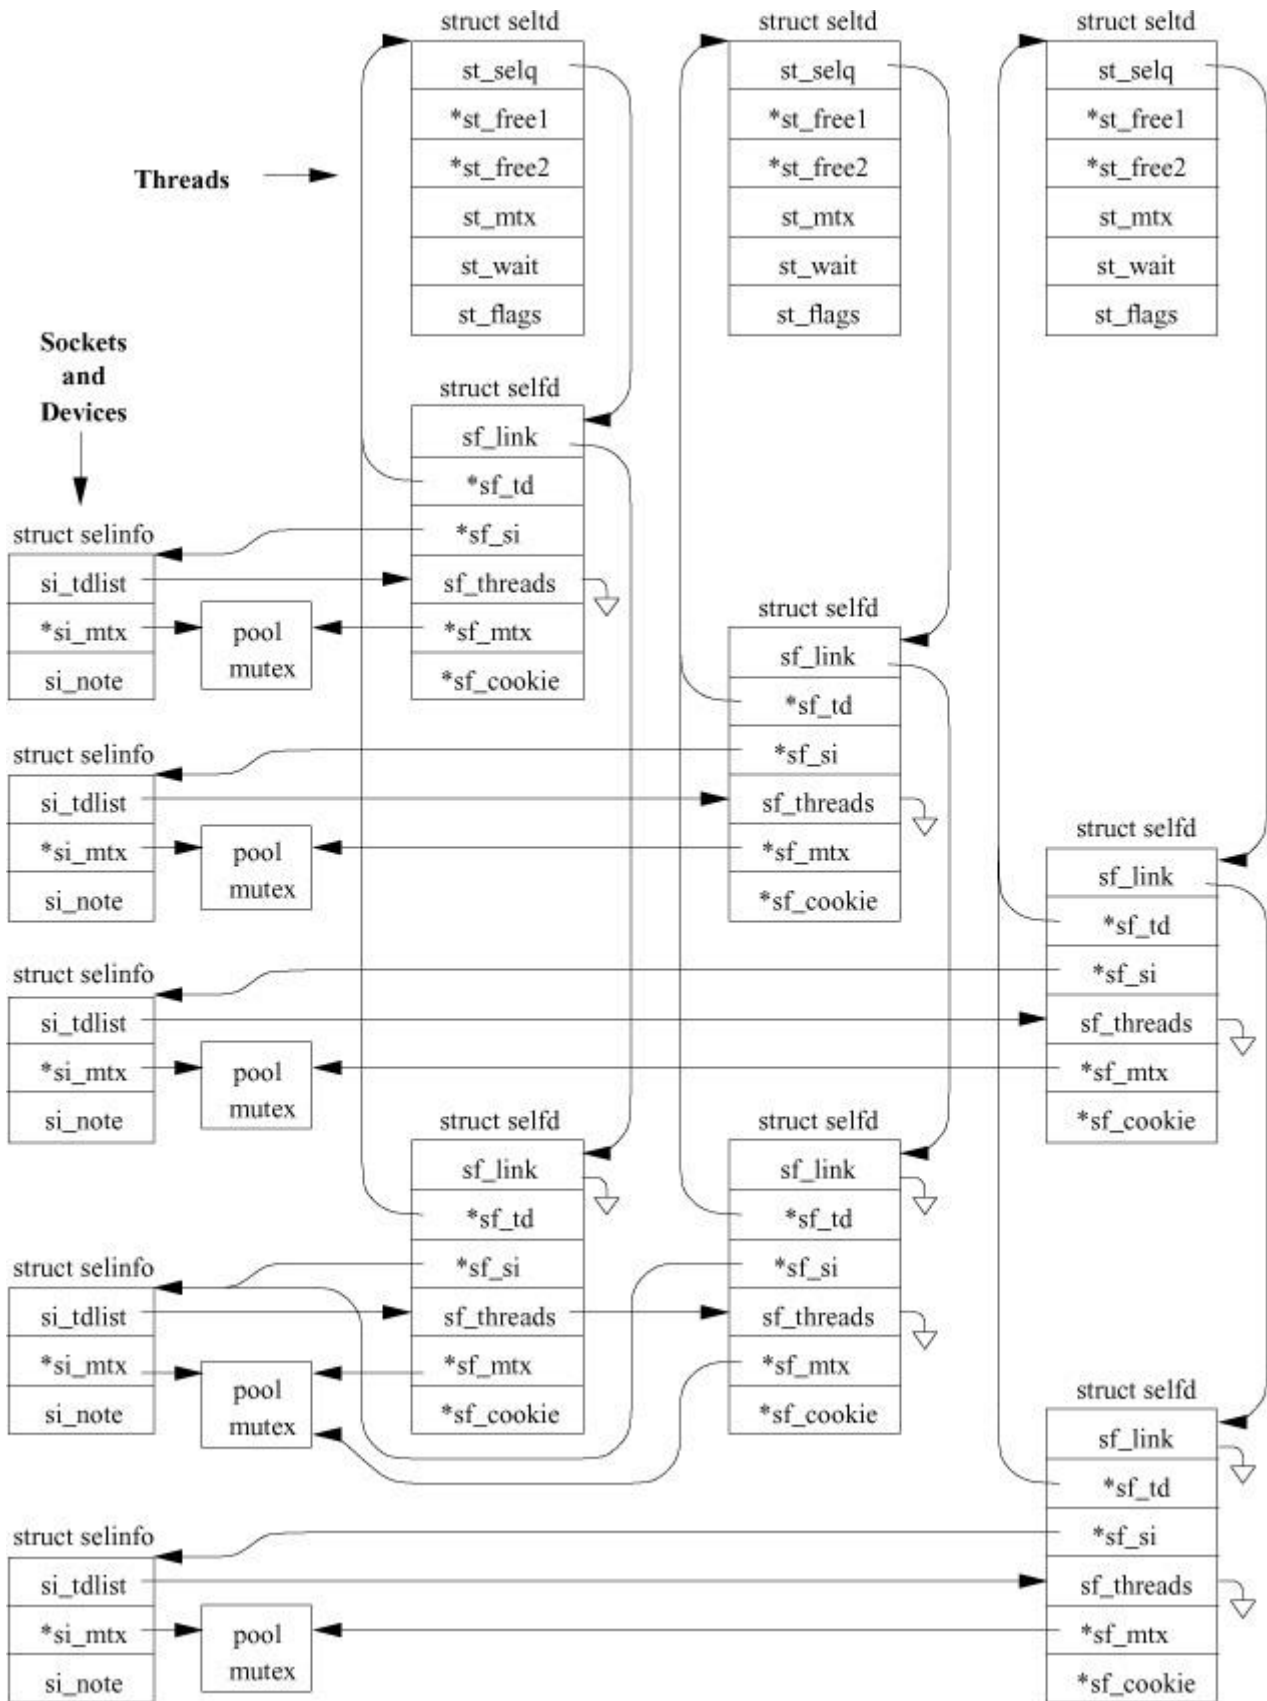 struct seltd
st_selq
*st_free1
*st_free2
st_mtx
st_wait
st_flags
struct seltd
st_selq
*st_free1
*st_free2
st_mtx
st_wait
st_flags
struct seltd
st_selq
*st_free1
*st_free2
st_mtx
st_wait
st_flags
Threads
Sockets
and
Devices
struct selfd
sf_link
*sf_td
*sf_si
sf_threads
*sf_mtx
*sf_cookie
struct selinfo
si_tdlist
*si_mtx
si_note
pool
mutex
struct selfd
sf_link
*sf_td
*sf_si
sf_threads
*sf_mtx
*sf_cookie
struct selinfo
si_tdlist
*si_mtx
si_note
pool
mutex
struct selfd
sf_link
*sf_td
*sf_si
sf_threads
*sf_mtx
*sf_cookie
struct selinfo
si_tdlist
*si_mtx
si_note
pool
mutex
struct selfd
sf_link
*sf_td
*sf_si
sf_threads
*sf_mtx
*sf_cookie
struct selfd
sf_link
*sf_td
*sf_si
sf_threads
*sf_mtx
*sf_cookie
struct selinfo
si_tdlist
*si_mtx
si_note
pool
mutex
struct selfd
sf_link
*sf_td
*sf_si
sf_threads
*sf_mtx
*sf_cookie
struct selinfo
si_tdlist
*si_mtx
si_note
pool
mutex